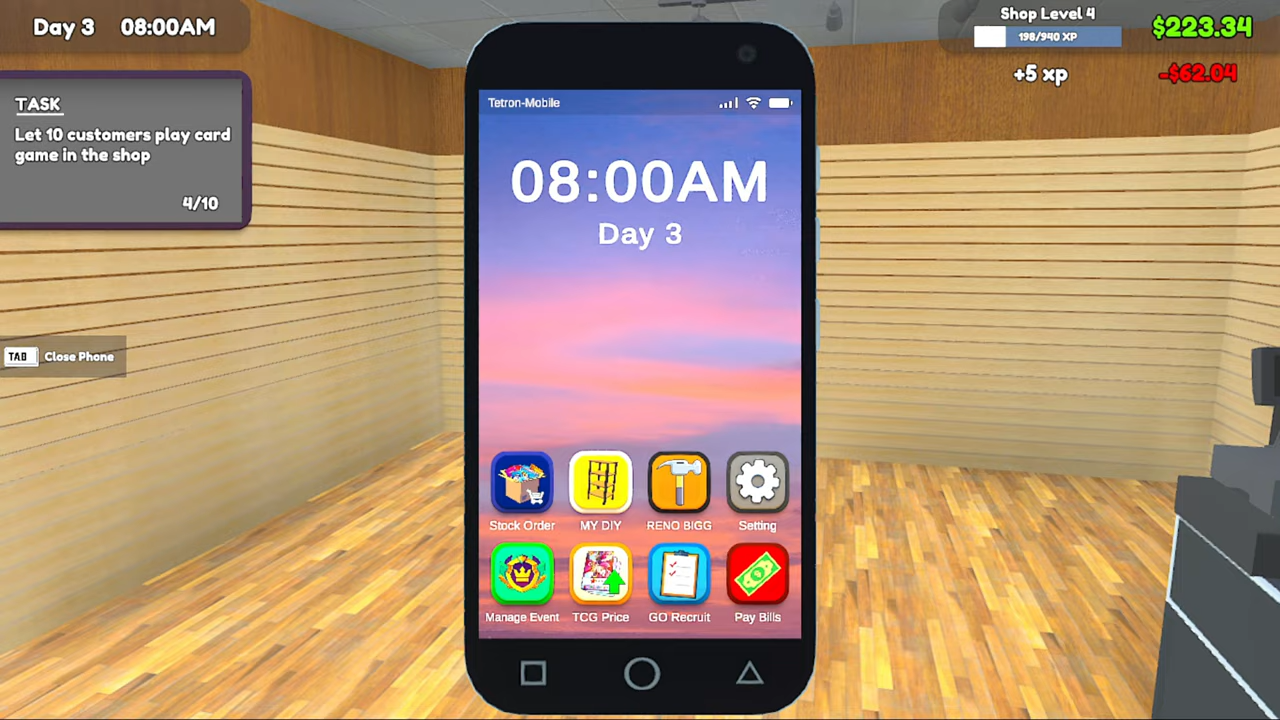 Day 3 08:00AM
Shop Level 4
198/940 XP
$223.34
+5 xp
-$62.04
TASK
Let 10 customers play card
game in the shop
4/10
TAB Close Phone
Tetron-Mobile
08:00AM
Day 3
Stock Order MY DIY RENO BIGG Setting
Manage Event TCG Price GO Recruit Pay Bills